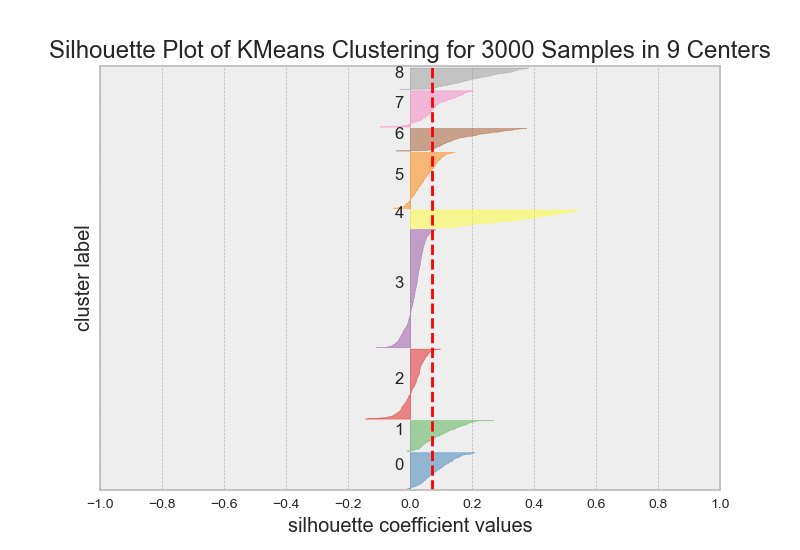 Silhouette Plot of KMeans Clustering for 3000 Samples in 9 Centers
8
7
6
5
4
3
2
1
0
cluster label
−1.0 −0.8 −0.6 −0.4 −0.2 0.0 0.2 0.4 0.6 0.8 1.0
silhouette coefficient values